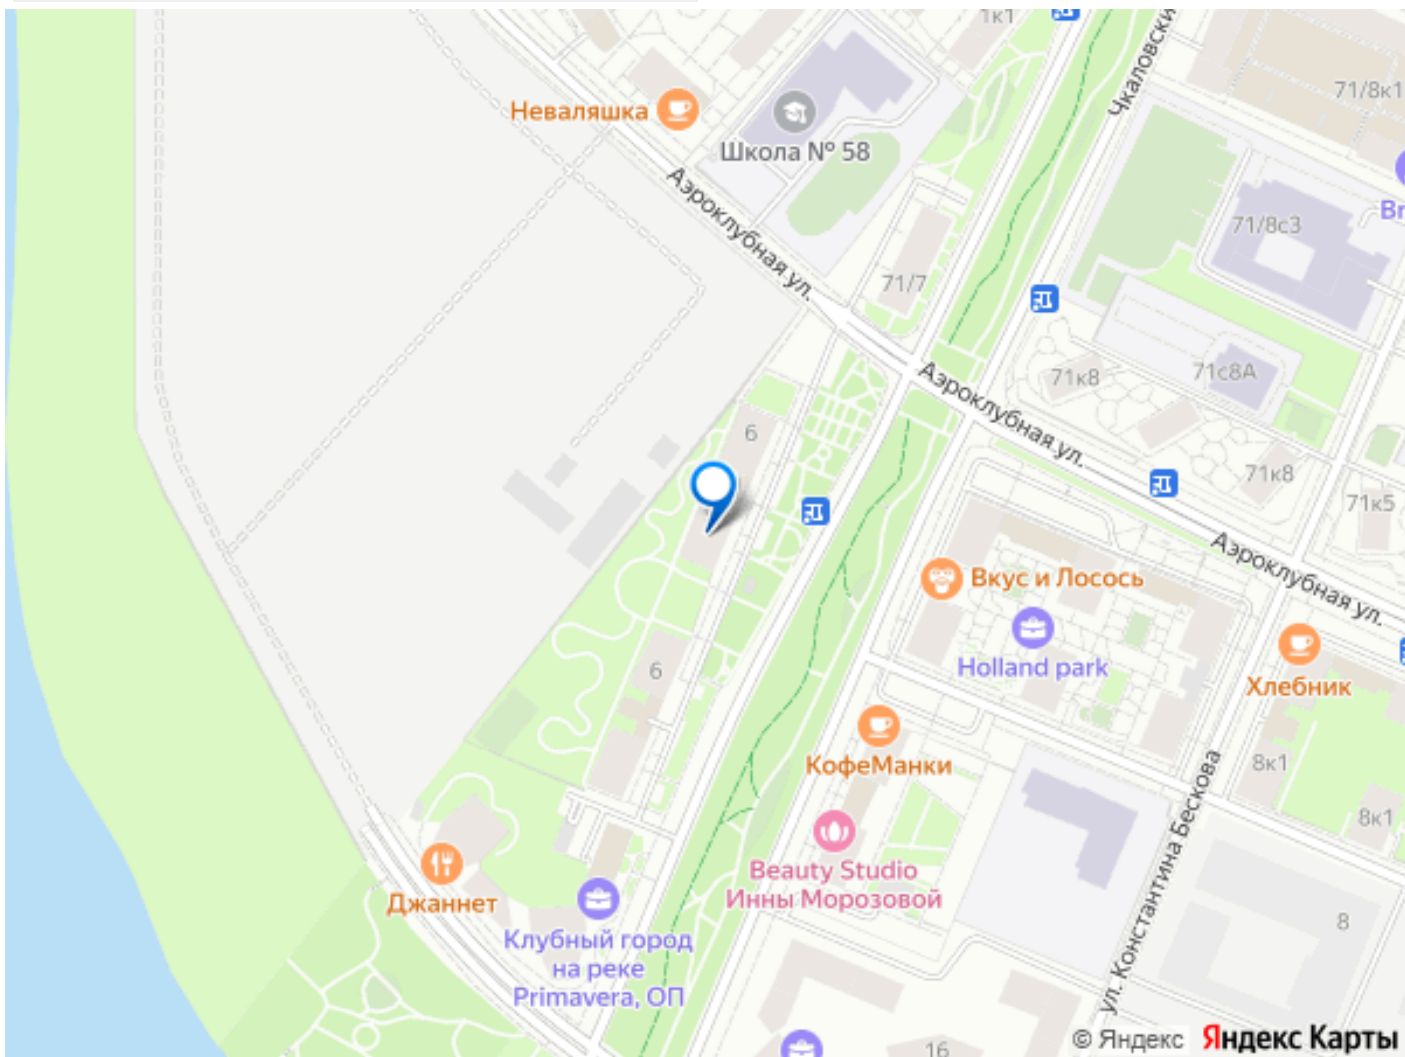 1к1
Чкаловски
71/8к1
Неваляшка
Школа № 58
Аэроклубная ул.
Br
71/8с3
71/7
71к8
71с8А
Аэроклубная ул.
6
71к8
71к5
Аэроклубная ул.
Вкус и Лосось
Holland park
6
Хлебник
КофеМанки
8к1
ул. Константина Бескова
8к1
Beauty Studio
Инны Морозовой
Джаннет
8
Клубный город
на реке
Primavera, ОП
16
© Яндекс Яндекс Карты